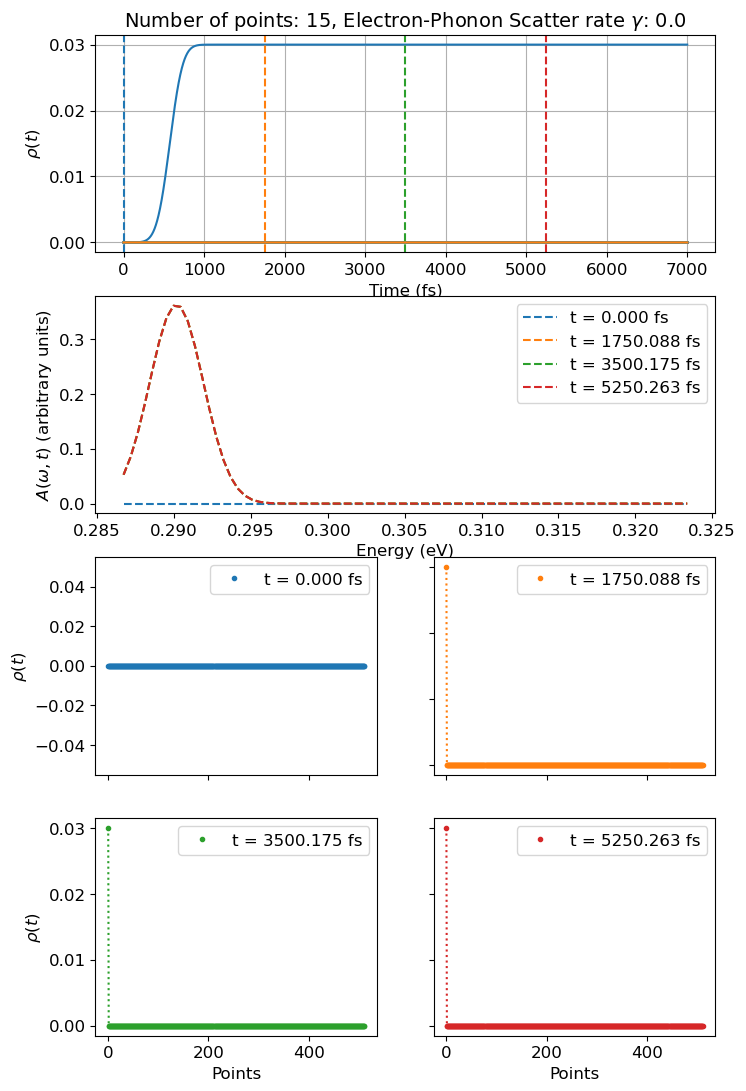 Number of points: 15, Electron-Phonon Scatter rate γ: 0.0
0.03
0.02
0.01
0.00
ρ(t)
0 1000 2000 3000 4000 5000 6000 7000
Time (fs)
0.3
0.2
0.1
0.0
A(ω, t) (arbitrary units)
t = 0.000 fs
t = 1750.088 fs
t = 3500.175 fs
t = 5250.263 fs
0.285 0.290 0.295 0.300 0.305 0.310 0.315 0.320 0.325
Energy (eV)
0.04
0.02
0.00
−0.02
−0.04
ρ(t)
t = 0.000 fs
t = 1750.088 fs
0.03
0.02
0.01
0.00
ρ(t)
t = 3500.175 fs
t = 5250.263 fs
0 200 400
Points
0 200 400
Points